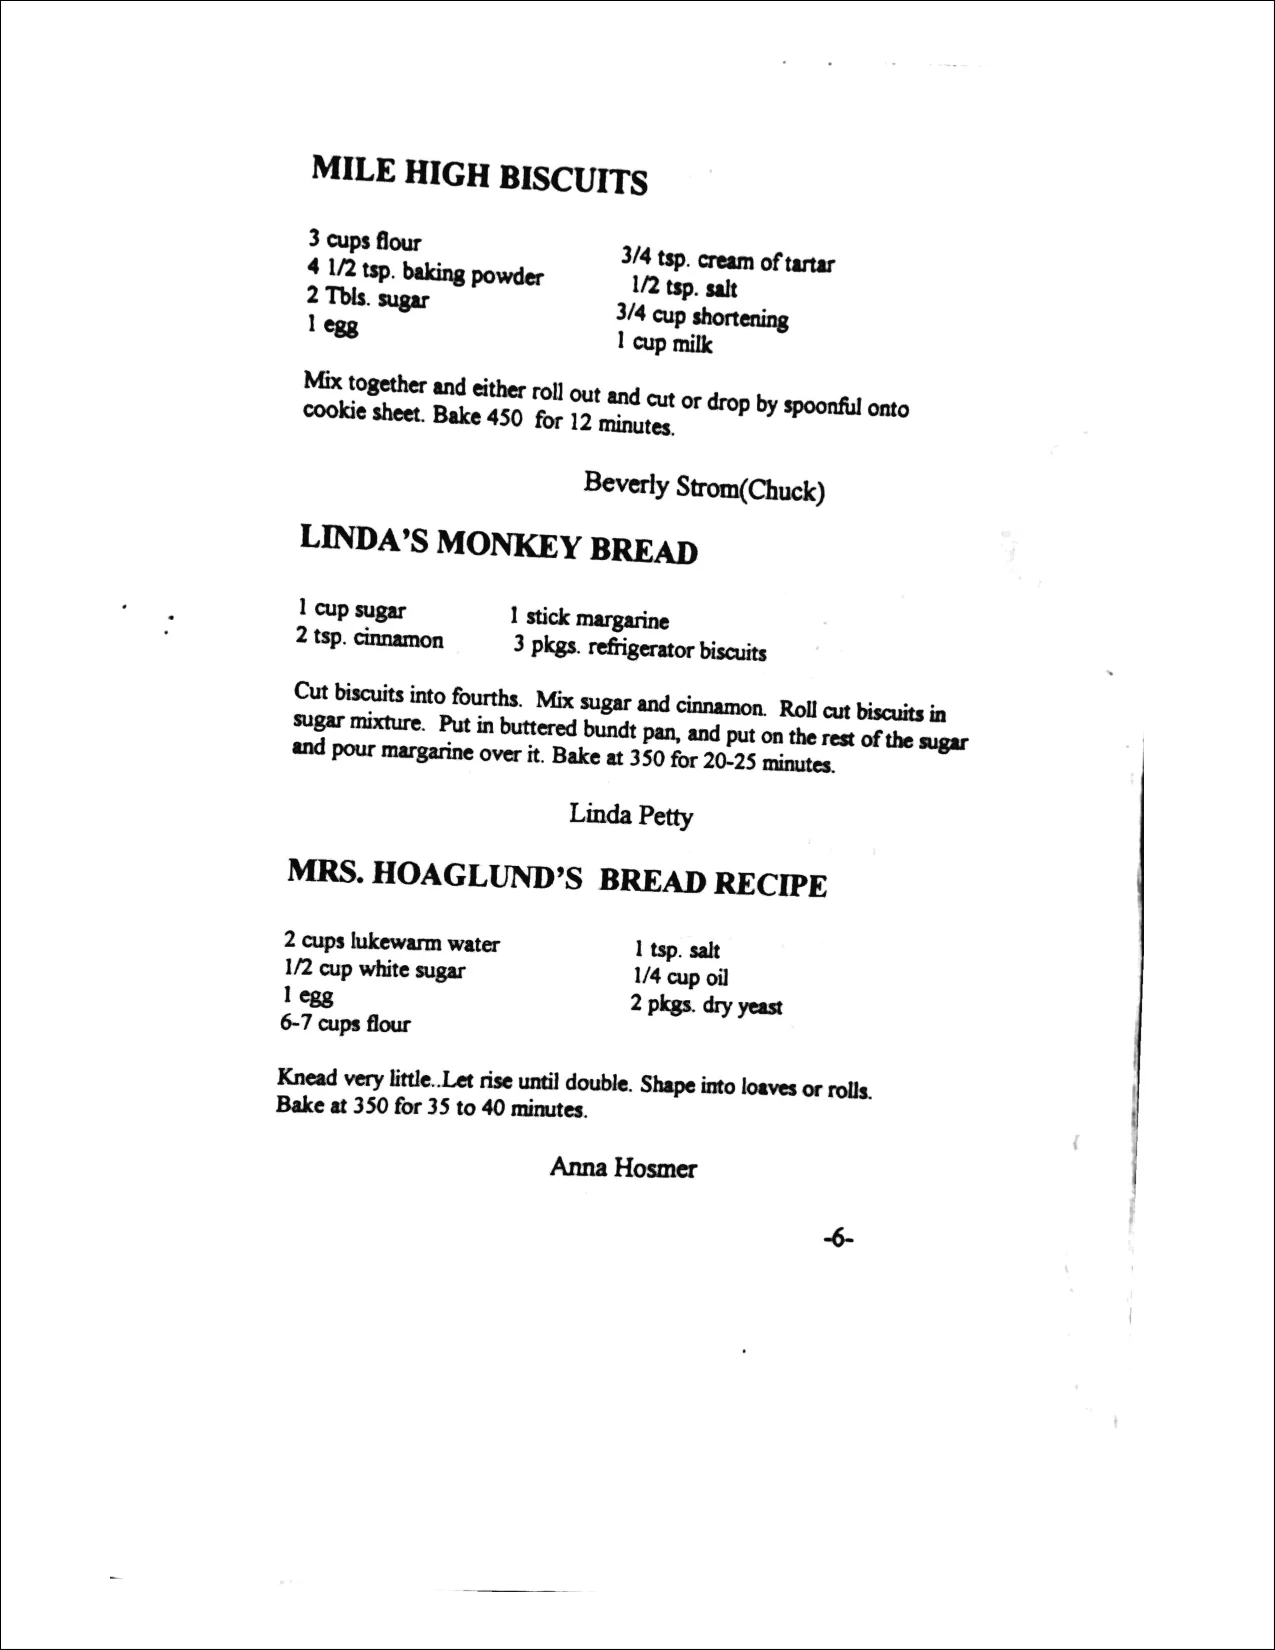 MILE HIGH BISCUITS
3 cups flour 3/4 tsp. cream of tartar
4 1/2 tsp. baking powder 1/2 tsp. salt
2 Tbls. sugar 3/4 cup shortening
1 egg 1 cup milk
Mix together and either roll out and cut or drop by spoonful onto
cookie sheet. Bake 450 for 12 minutes.
Beverly Strom(Chuck)
LINDA'S MONKEY BREAD
1 cup sugar 1 stick margarine
2 tsp. cinnamon 3 pkgs. refrigerator biscuits
Cut biscuits into fourths. Mix sugar and cinnamon. Roll cut biscuits in
sugar mixture. Put in buttered bundt pan, and put on the rest of the sugar
and pour margarine over it. Bake at 350 for 20-25 minutes.
Linda Petty
MRS. HOAGLUND'S BREAD RECIPE
2 cups lukewarm water 1 tsp. salt
1/2 cup white sugar 1/4 cup oil
1 egg 2 pkgs. dry yeast
6-7 cups flour
Knead very little..Let rise until double. Shape into loaves or rolls.
Bake at 350 for 35 to 40 minutes.
Anna Hosmer
-6-